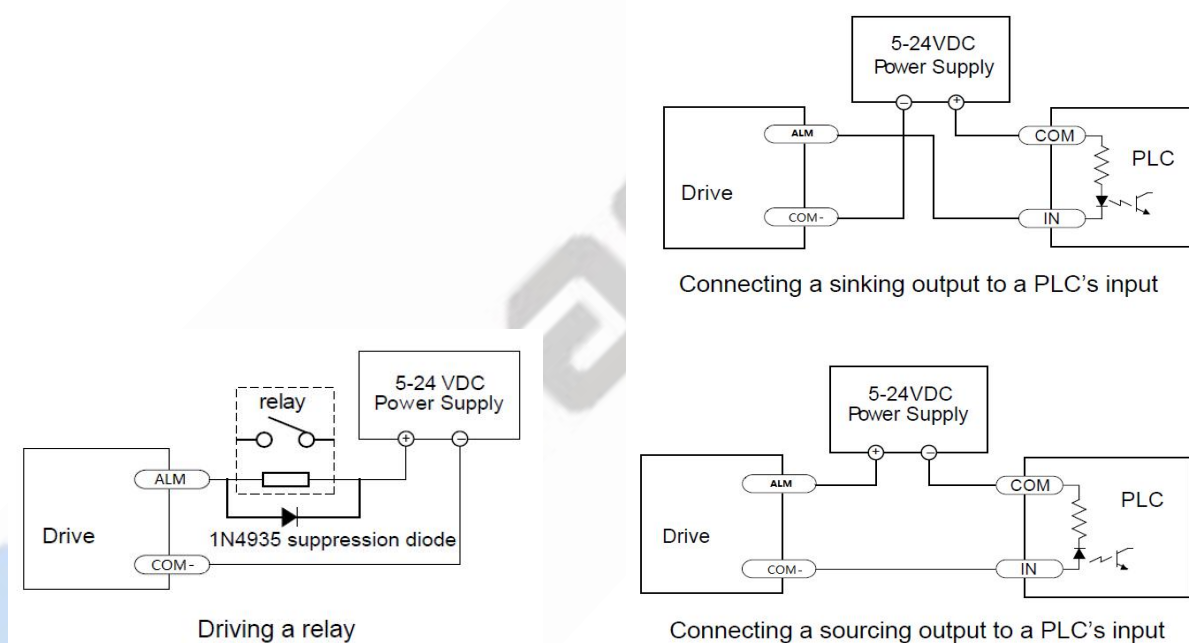 5-24VDC
Power Supply
ALM
COM
PLC
Drive
COM-
IN
Connecting a sinking output to a PLC's input
5-24 VDC
Power Supply
relay
ALM
Drive
1N4935 suppression diode
COM-
Driving a relay
5-24VDC
Power Supply
ALM
COM
PLC
Drive
COM-
IN
Connecting a sourcing output to a PLC's input